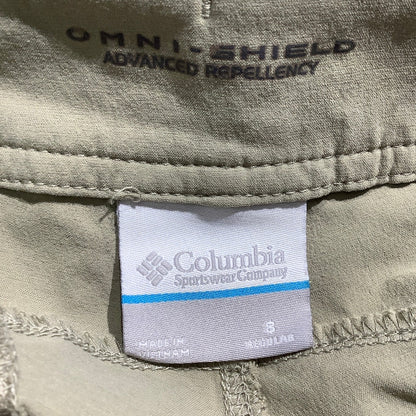 OMNI-SHIELD
ADVANCED REPELLENCY
Columbia
Sportswear Company
8
MADE IN
VIETNAM
REGULAR